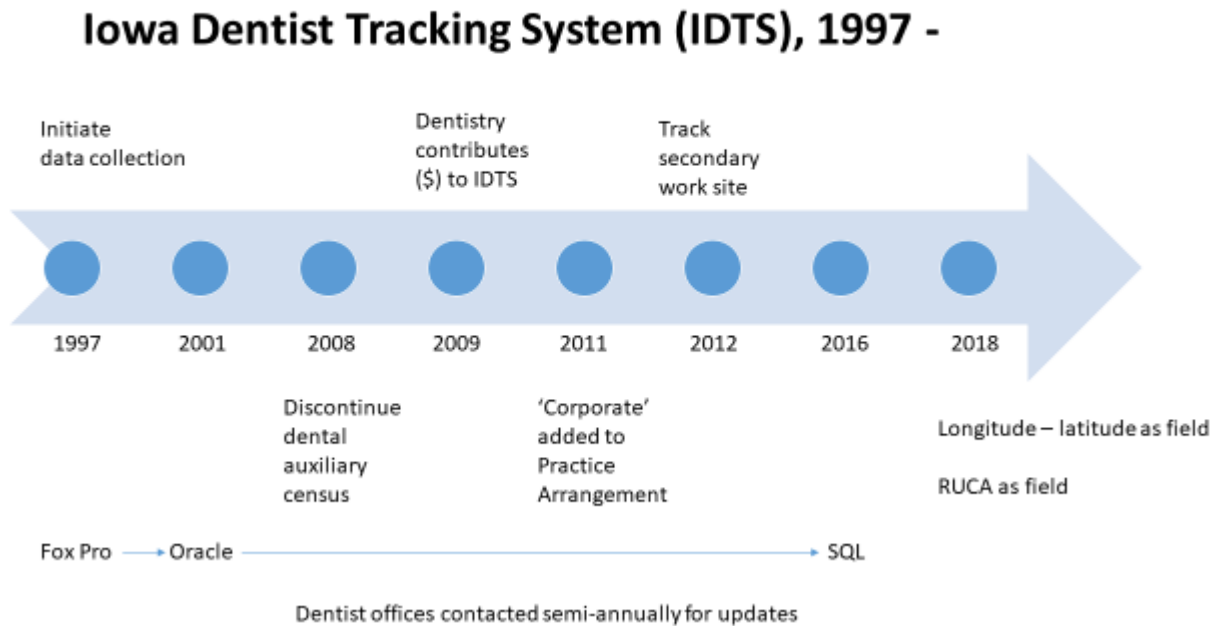 Iowa Dentist Tracking System (IDTS), 1997 -
Initiate
data collection
Dentistry
contributes
($) to IDTS
Track
secondary
work site
1997 2001 2008 2009 2011 2012 2016 2018
Discontinue
dental
auxiliary
census
‘Corporate’
added to
Practice
Arrangement
Longitude – latitude as field
RUCA as field
Fox Pro Oracle SQL
Dentist offices contacted semi-annually for updates